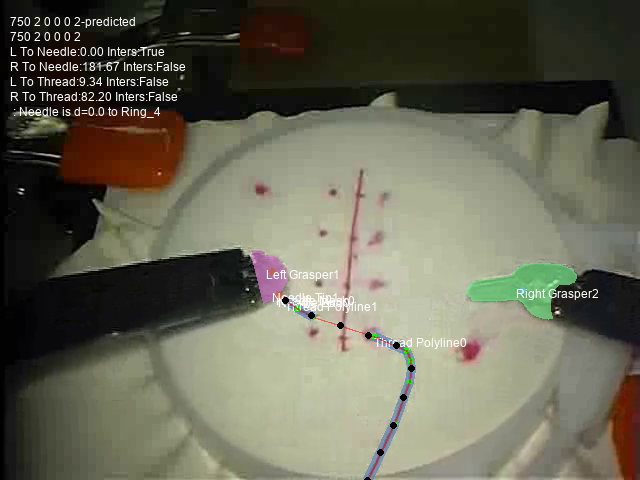 750 2 0 0 0 2-predicted
750 2 0 0 0 2
L To Needle:0.00 Inters:True
R To Needle:181.67 Inters:False
L To Thread:9.34 Inters:False
R To Thread:82.20 Inters:False
: Needle is d=0.0 to Ring_4
Left Grasper1
Right Grasper2
Needle Tip1
Thread Polyline1
Thread Polyline0